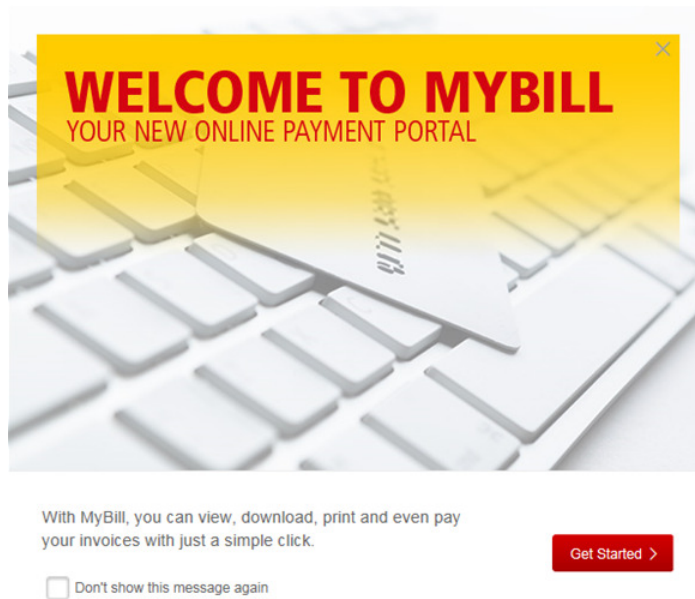 WELCOME TO MYBILL
YOUR NEW ONLINE PAYMENT PORTAL
With MyBill, you can view, download, print and even pay
your invoices with just a simple click.
Get Started >
Don't show this message again